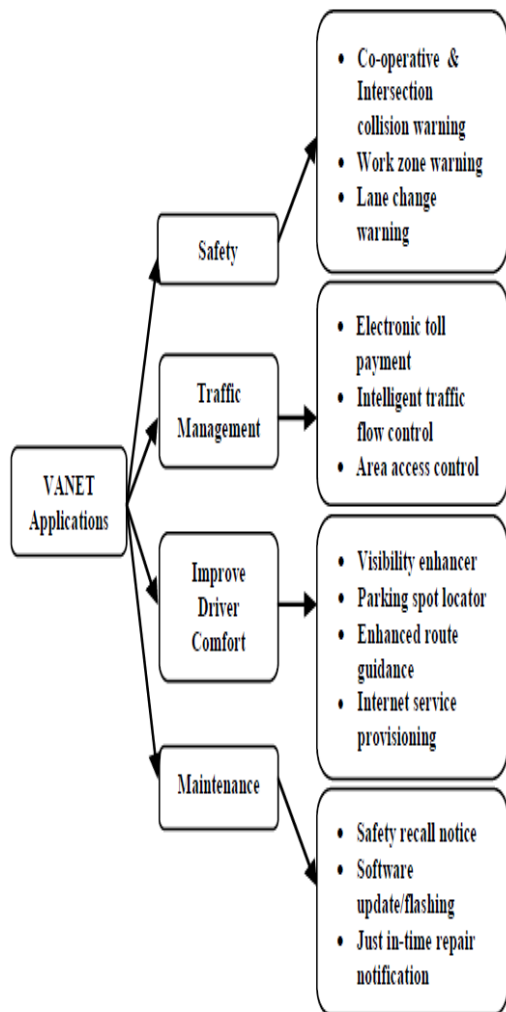 VANET
Applications
Safety
• Co-operative &
Intersection
collision warning
• Work zone warning
• Lane change
warning
Traffic
Management
• Electronic toll
payment
• Intelligent traffic
flow control
• Area access control
Improve
Driver
Comfort
• Visibility enhancer
• Parking spot locator
• Enhanced route
guidance
• Internet service
provisioning
Maintenance
• Safety recall notice
• Software
update/flashing
• Just in-time repair
notification